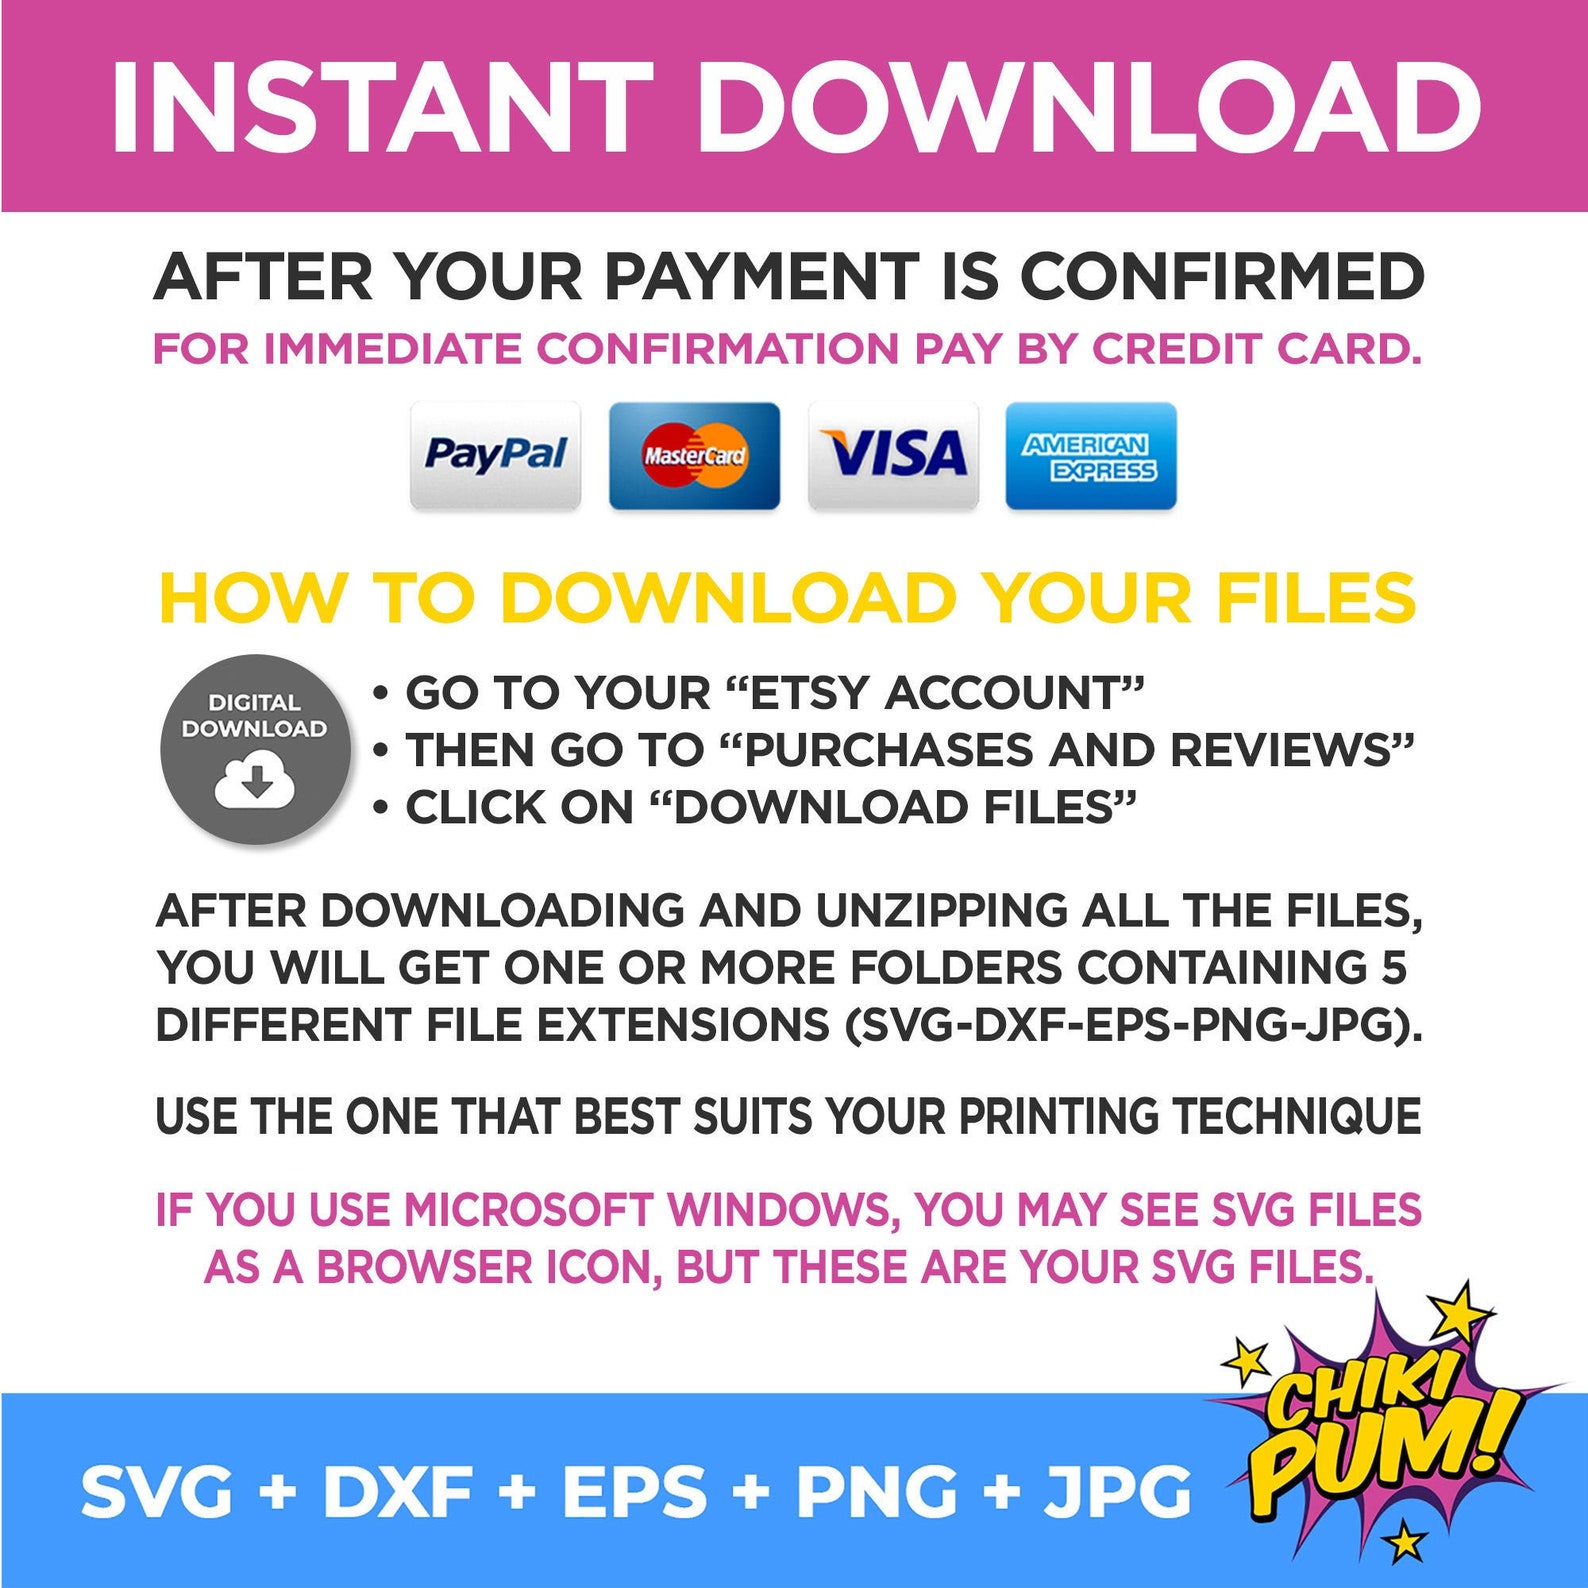 INSTANT DOWNLOAD
AFTER YOUR PAYMENT IS CONFIRMED
FOR IMMEDIATE CONFIRMATION PAY BY CREDIT CARD.
PayPal
MasterCard
VISA
AMERICAN
EXPRESS
HOW TO DOWNLOAD YOUR FILES
DIGITAL
DOWNLOAD
• GO TO YOUR “ETSY ACCOUNT”
• THEN GO TO “PURCHASES AND REVIEWS”
• CLICK ON “DOWNLOAD FILES”
AFTER DOWNLOADING AND UNZIPPING ALL THE FILES,
YOU WILL GET ONE OR MORE FOLDERS CONTAINING 5
DIFFERENT FILE EXTENSIONS (SVG-DXF-EPS-PNG-JPG).
USE THE ONE THAT BEST SUITS YOUR PRINTING TECHNIQUE
IF YOU USE MICROSOFT WINDOWS, YOU MAY SEE SVG FILES
AS A BROWSER ICON, BUT THESE ARE YOUR SVG FILES.
CHIKI
PUM!
SVG + DXF + EPS + PNG + JPG